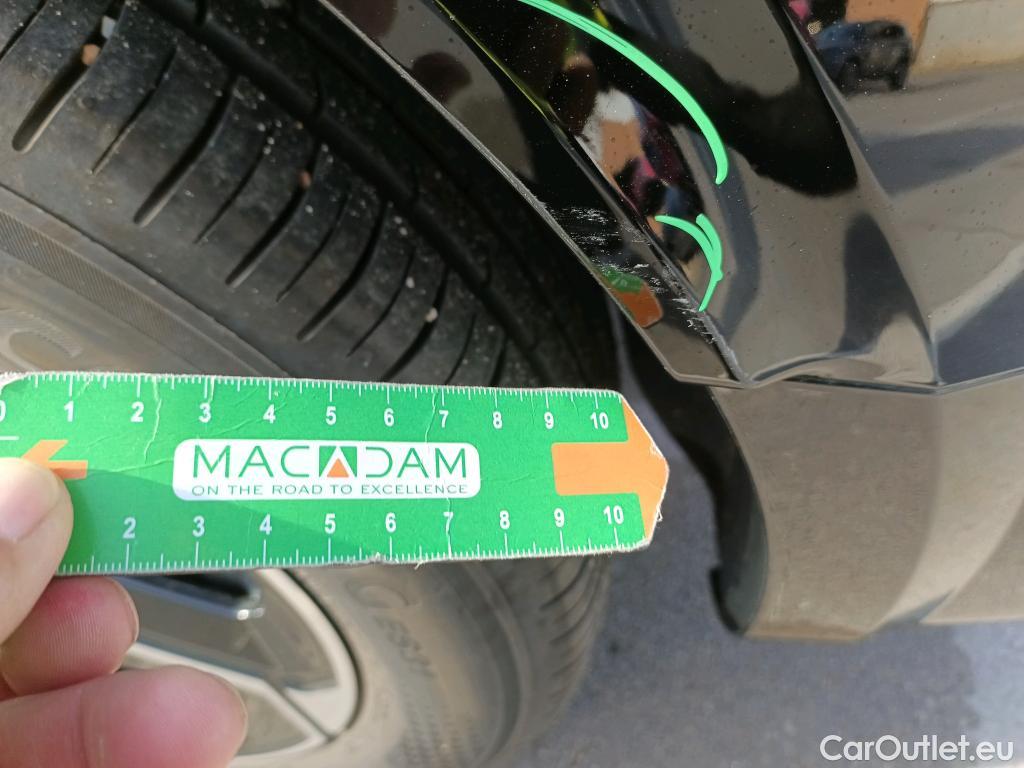 0 1 2 3 4 5 6 7 8 9 10
MACADAM
ON THE ROAD TO EXCELLENCE
2 3 4 5 6 7 8 9 10
CarOutlet.eu